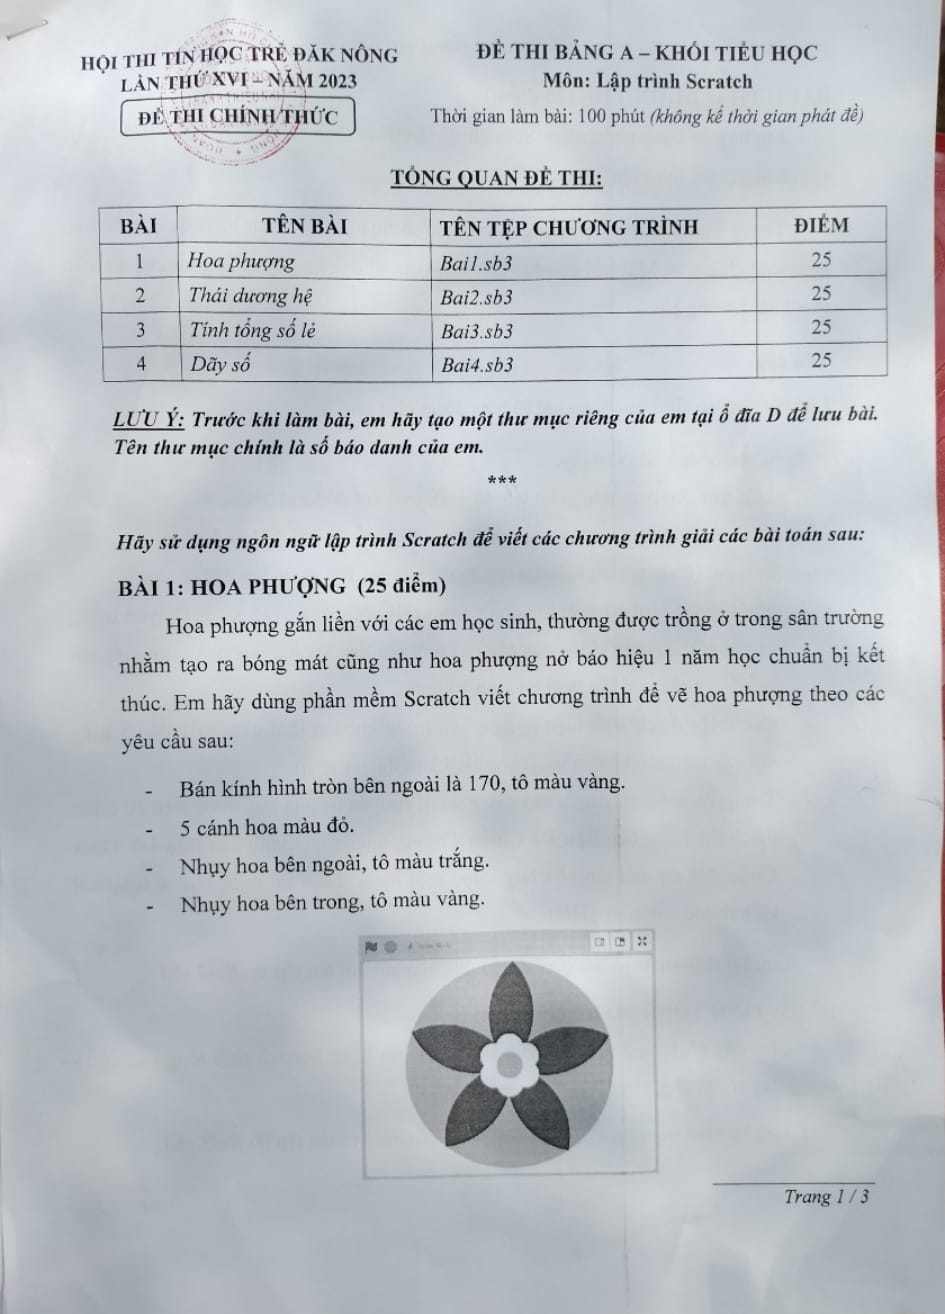 HỘI THI TIN HỌC TRẺ ĐĂK NÔNG
LẦN THỨ XVI – NĂM 2023
ĐỀ THI CHÍNH THỨC
ĐỀ THI BẢNG A – KHỐI TIỂU HỌC
Môn: Lập trình Scratch
Thời gian làm bài: 100 phút (không kể thời gian phát đề)
TỔNG QUAN ĐỀ THI:
BÀI TÊN BÀI TÊN TỆP CHƯƠNG TRÌNH ĐIỂM
1 Hoa phượng Bai1.sb3 25
2 Thái dương hệ Bai2.sb3 25
3 Tính tổng số lẻ Bai3.sb3 25
4 Dãy số Bai4.sb3 25
LƯU Ý: Trước khi làm bài, em hãy tạo một thư mục riêng của em tại ổ đĩa D để lưu bài.
Tên thư mục chính là số báo danh của em.
***
Hãy sử dụng ngôn ngữ lập trình Scratch để viết các chương trình giải các bài toán sau:
BÀI 1: HOA PHƯỢNG (25 điểm)
Hoa phượng gắn liền với các em học sinh, thường được trồng ở trong sân trường
nhằm tạo ra bóng mát cũng như hoa phượng nở báo hiệu 1 năm học chuẩn bị kết
thúc. Em hãy dùng phần mềm Scratch viết chương trình để vẽ hoa phượng theo các
yêu cầu sau:
- Bán kính hình tròn bên ngoài là 170, tô màu vàng.
- 5 cánh hoa màu đỏ.
- Nhụy hoa bên ngoài, tô màu trắng.
- Nhụy hoa bên trong, tô màu vàng.
Trang 1 / 3